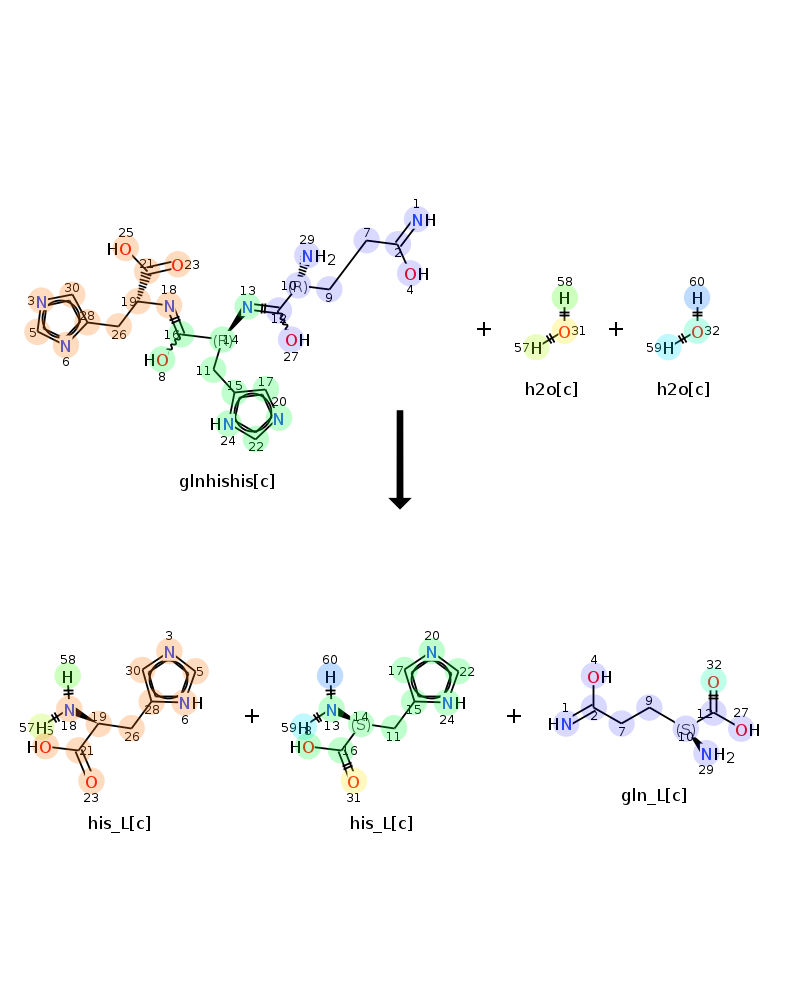 1
NH
25
7
29
HO
NH2
2
21
O 23
10
(R)
OH
3
30
18
13
9
4
58
60
N
19
N
N
12
H
H
5
28
26
16
(R)
14
OH
O 31
O 32
N
HO
27
57 H
59 H
6
8
11
17
15
20
h2o[c]
h2o[c]
HN
N
24
22
+
+
glnhishis[c]
3
20
4
32
58
N
60
N
OH
O
H
30
5
H
17
22
1
9
12
27
57 H
N
19
28
NH
59 H
N
14
(S)
15
NH
HN
2
(S)
OH
25
18
6
8
13
24
7
10
HO
21
26
HO
16
11
NH2
O
O
29
23
31
+
+
gln_L[c]
his_L[c]
his_L[c]